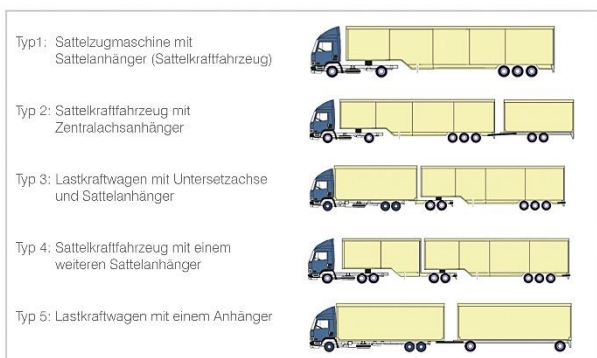 Typ1: Sattelzugmaschine mit
Sattelanhänger (Sattelkraftfahrzeug)
Typ 2: Sattelkraftfahrzeug mit
Zentralachsanhänger
Typ 3: Lastkraftwagen mit Untersetzachse
und Sattelanhänger
Typ 4: Sattelkraftfahrzeug mit einem
weiteren Sattelanhänger
Typ 5: Lastkraftwagen mit einem Anhänger